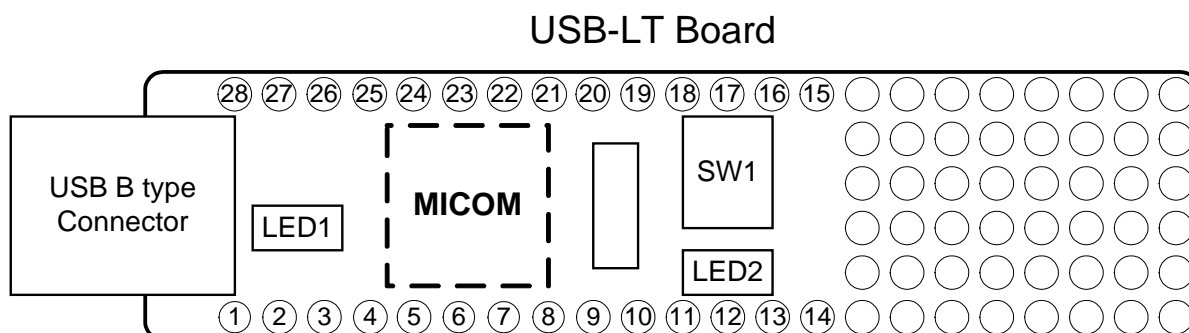 USB-LT Board
28 27 26 25 24 23 22 21 20 19 18 17 16 15
USB B type
Connector
LED1
MICOM
SW1
LED2
1 2 3 4 5 6 7 8 9 10 11 12 13 14